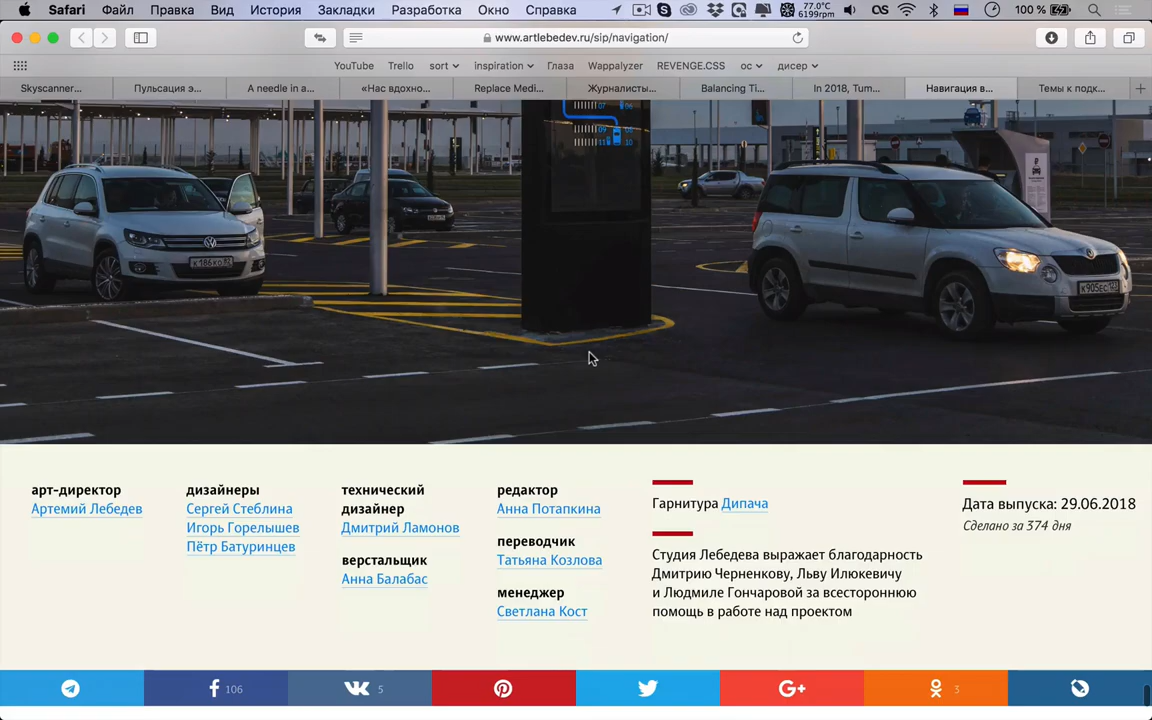 Safari Файл Правка Вид История Закладки Разработка Окно Справка
77.0°C
6199rpm
100 %
www.artlebedev.ru/sip/navigation/
YouTube Trello sort inspiration Глаза Wappalyzer REVENGE.CSS ос дисер
Skyscanner... Пульсация э... A needle in a... «Нас вдохно... Replace Medi... Журналисты... Balancing Ti... In 2018, Tum... Навигация в... Темы к подк...
арт-директор
Артемий Лебедев
дизайнеры
Сергей Стеблина
Игорь Горелышев
Пётр Батуринцев
технический
дизайнер
Дмитрий Ламонов
верстальщик
Анна Балабас
редактор
Анна Потапкина
переводчик
Татьяна Козлова
менеджер
Светлана Кост
Гарнитура Дипача
Студия Лебедева выражает благодарность
Дмитрию Черненкову, Льву Илюкевичу
и Людмиле Гончаровой за всестороннюю
помощь в работе над проектом
Дата выпуска: 29.06.2018
Сделано за 374 дня
106
5
3